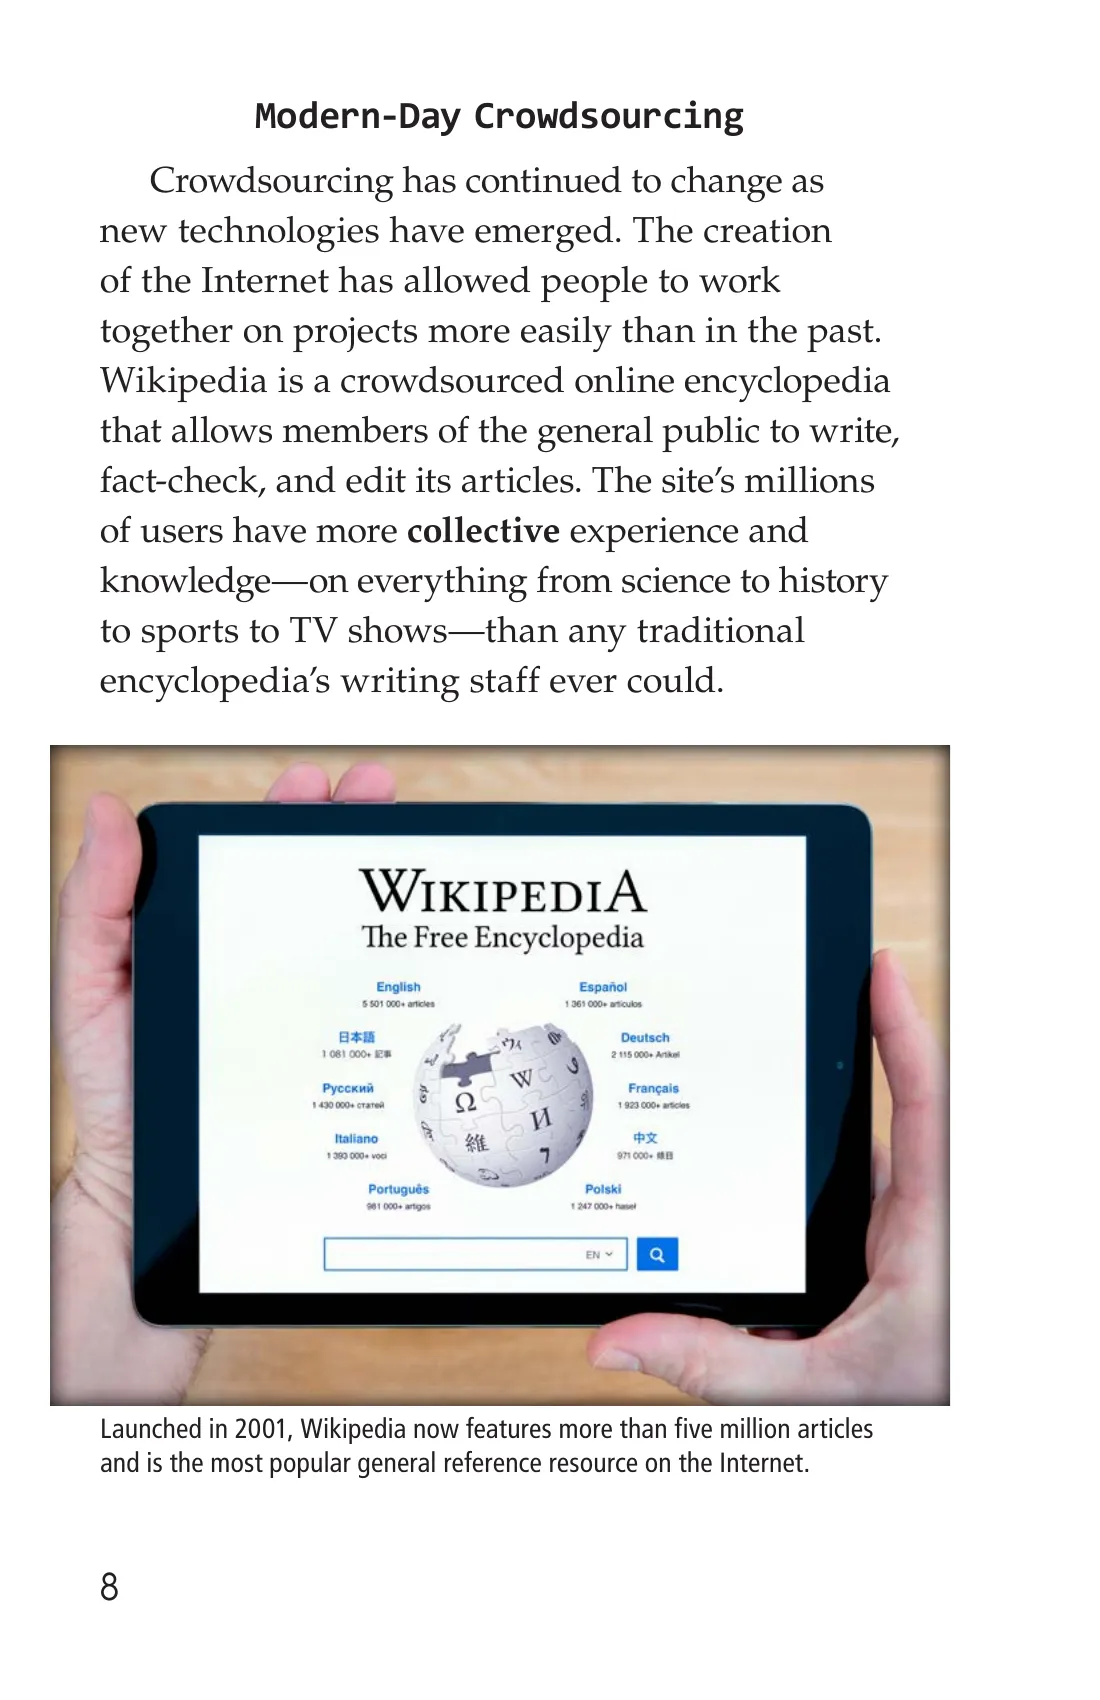 Modern-Day Crowdsourcing
Crowdsourcing has continued to change as
new technologies have emerged. The creation
of the Internet has allowed people to work
together on projects more easily than in the past.
Wikipedia is a crowdsourced online encyclopedia
that allows members of the general public to write,
fact-check, and edit its articles. The site’s millions
of users have more collective experience and
knowledge—on everything from science to history
to sports to TV shows—than any traditional
encyclopedia’s writing staff ever could.
WIKIPEDIA
The Free Encyclopedia
English
5 501 000+ articles
Español
1 361 000+ artículos
日本語
1 081 000+ 記事
Deutsch
2 115 000+ Artikel
Русский
1 430 000+ статей
Français
1 923 000+ articles
Italiano
1 393 000+ voci
中文
971 000+ 條目
Português
981 000+ artigos
Polski
1 247 000+ haseł
Ω
W
И
維
ウィ
EN
Launched in 2001, Wikipedia now features more than five million articles
and is the most popular general reference resource on the Internet.
8